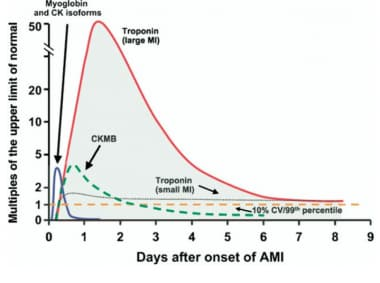 Myoglobin
and CK isoforms
Multiples of the upper limit of normal
50
20
10
5
2
1
0
Troponin
(large MI)
CKMB
Troponin
(small MI)
10% CV/99th percentile
0 1 2 3 4 5 6 7 8 9
Days after onset of AMI